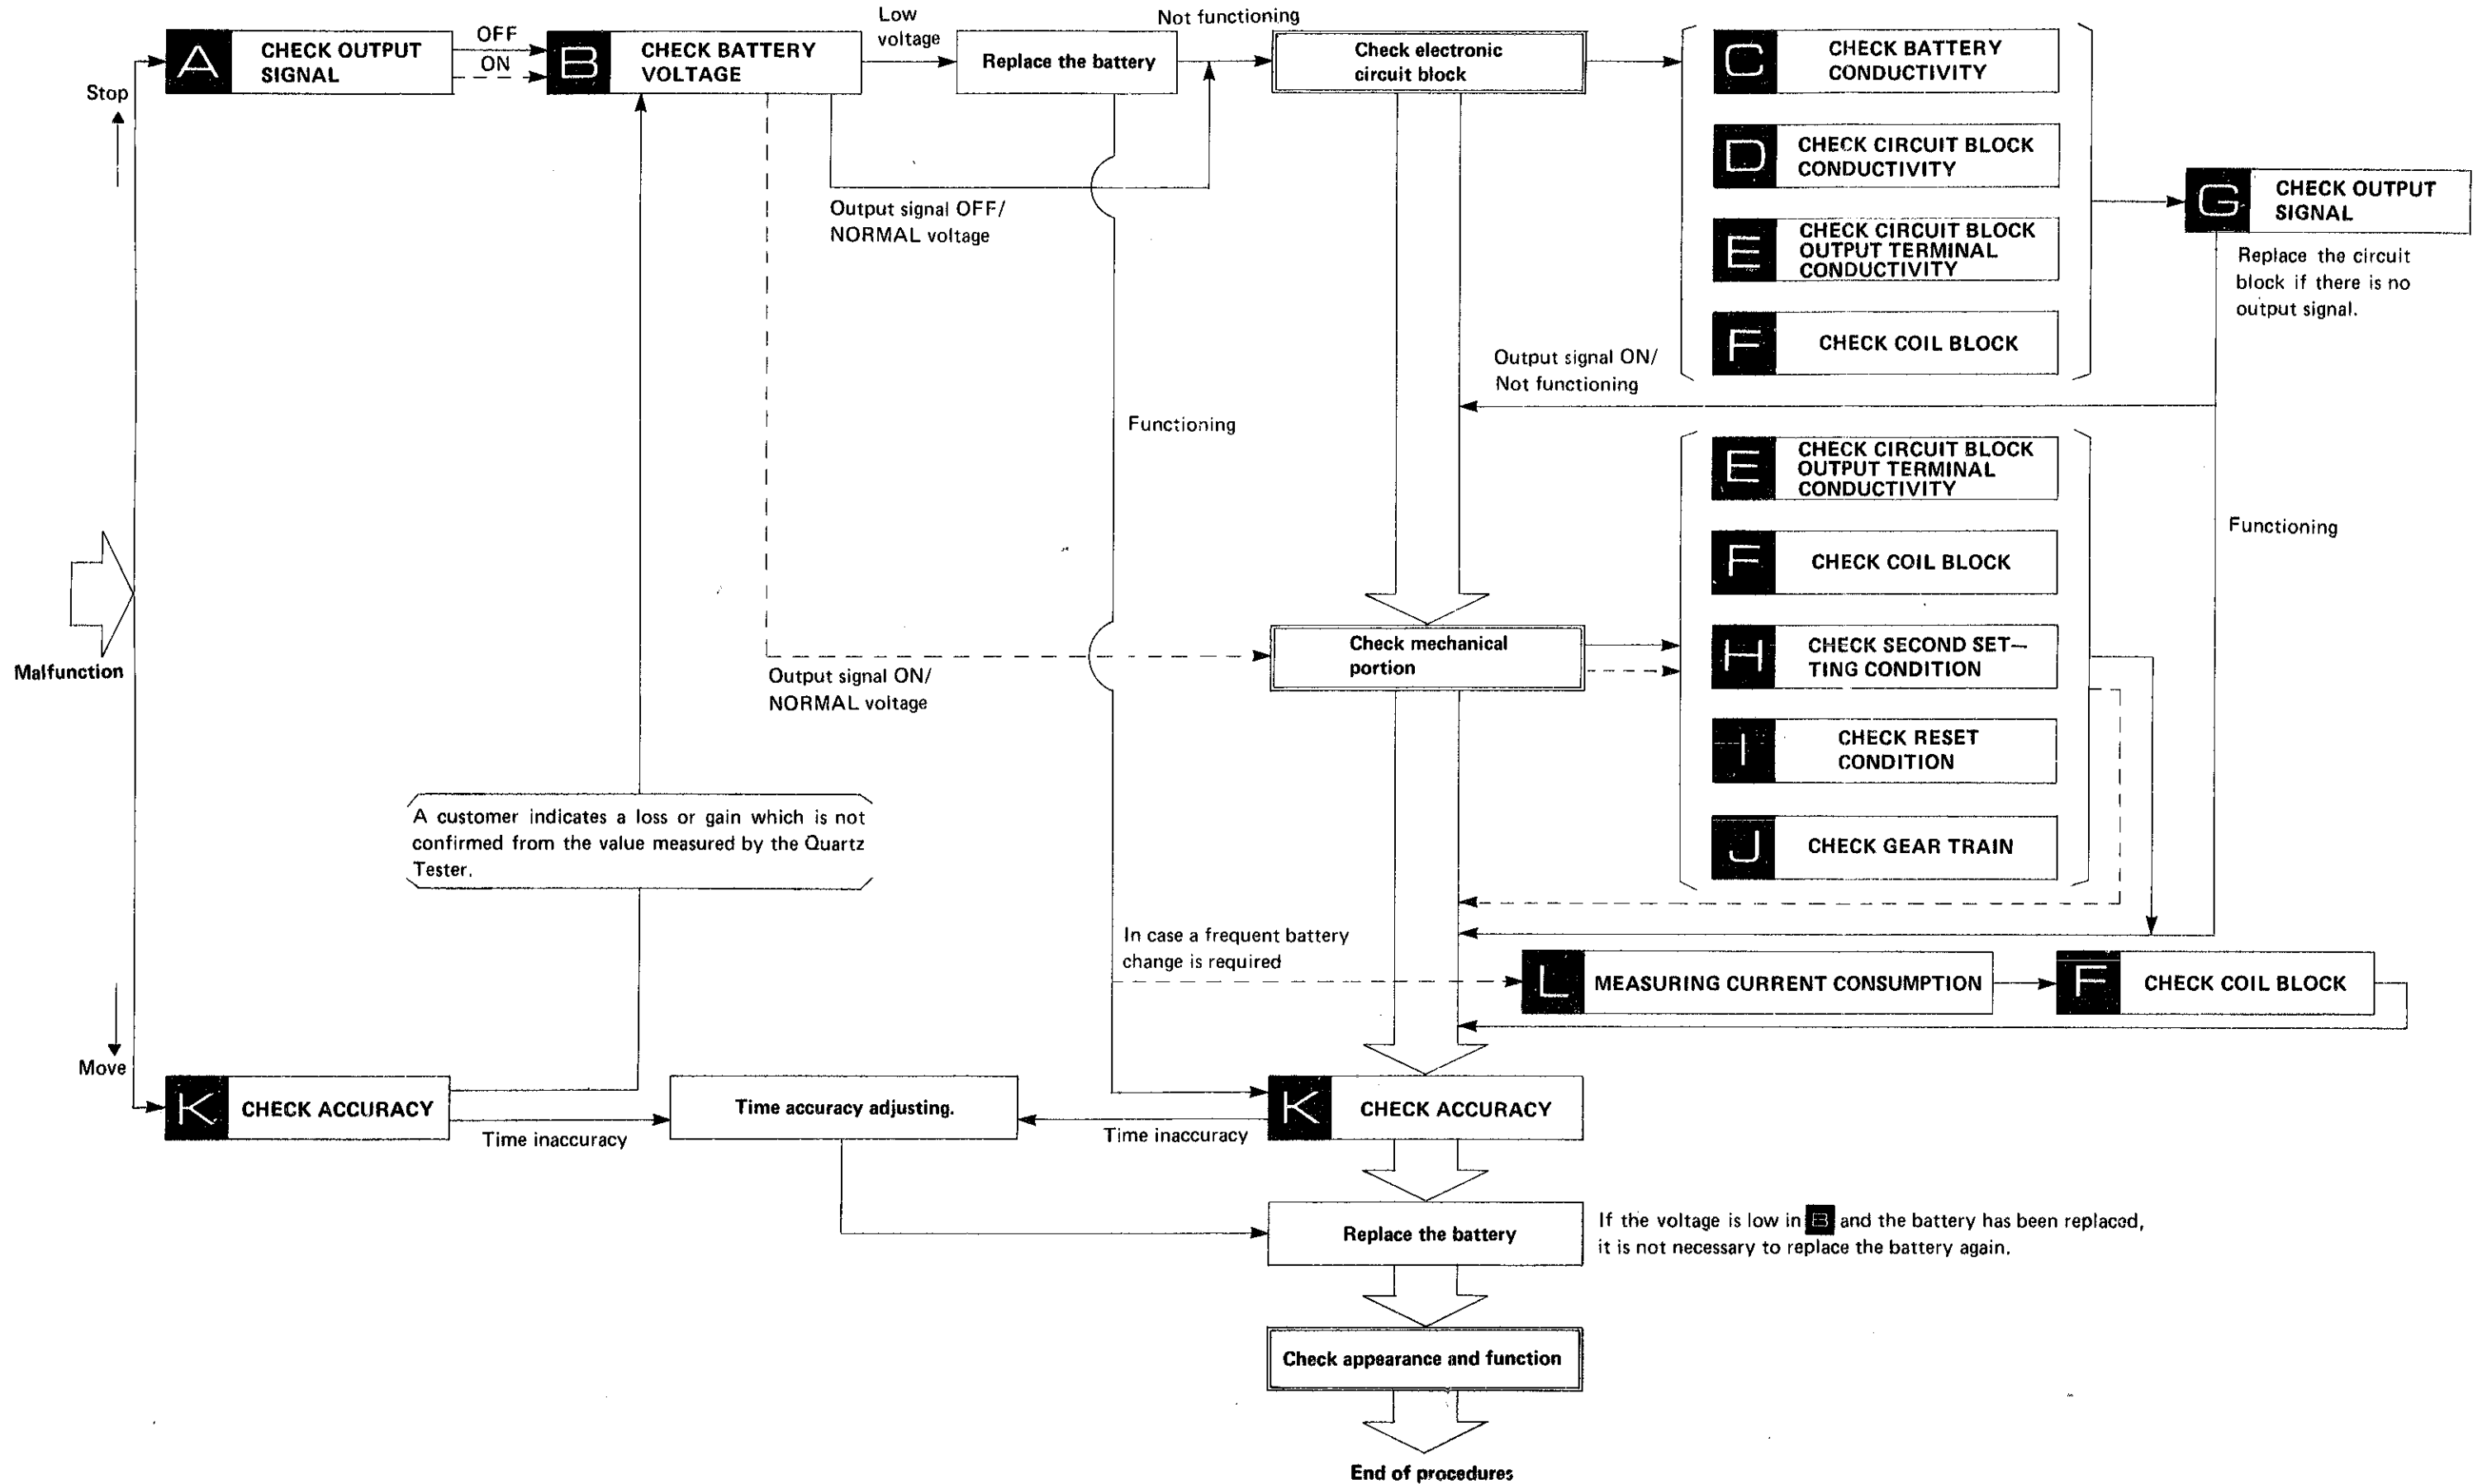 Stop
A
CHECK OUTPUT
SIGNAL
OFF
ON
B
CHECK BATTERY
VOLTAGE
Low
voltage
Replace the battery
Not functioning
Check electronic
circuit block
C
CHECK BATTERY
CONDUCTIVITY
D
CHECK CIRCUIT BLOCK
CONDUCTIVITY
E
CHECK CIRCUIT BLOCK
OUTPUT TERMINAL
CONDUCTIVITY
F
CHECK COIL BLOCK
G
CHECK OUTPUT
SIGNAL
Replace the circuit
block if there is no
output signal.
Output signal OFF/
NORMAL voltage
Output signal ON/
Not functioning
Functioning
E
CHECK CIRCUIT BLOCK
OUTPUT TERMINAL
CONDUCTIVITY
F
CHECK COIL BLOCK
H
CHECK SECOND SET—
TING CONDITION
I
CHECK RESET
CONDITION
J
CHECK GEAR TRAIN
Functioning
Malfunction
Output signal ON/
NORMAL voltage
Check mechanical
portion
A customer indicates a loss or gain which is not
confirmed from the value measured by the Quartz
Tester.
In case a frequent battery
change is required
L
MEASURING CURRENT CONSUMPTION
F
CHECK COIL BLOCK
Move
K
CHECK ACCURACY
Time inaccuracy
Time accuracy adjusting.
Time inaccuracy
K
CHECK ACCURACY
Replace the battery
If the voltage is low in B and the battery has been replaced,
it is not necessary to replace the battery again.
Check appearance and function
End of procedures